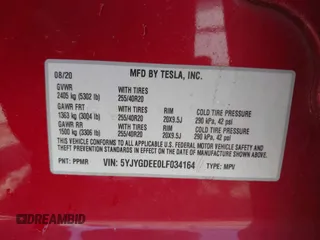 08/20 MFD BY TESLA, INC.
GVWR WITH TIRES
2405 kg (5302 lb) 255/40R20
GAWR FRT WITH TIRES RIM COLD TIRE PRESSURE
1363 kg (3004 lb) 255/40R20 20X9.5J 290 kPa, 42 psi
GAWR RR WITH TIRES RIM COLD TIRE PRESSURE
1500 kg (3306 lb) 255/40R20 20X9.5J 290 kPa, 42 psi
THIS VEHICLE CONFORMS TO ALL APPLICABLE U.S. FEDERAL MOTOR VEHICLE
SAFETY AND THEFT PREVENTION STANDARDS IN EFFECT ON THE DATE OF
MANUFACTURE SHOWN ABOVE.
PNT: PPMR VIN: 5YJYGDEE0LF034164 TYPE: MPV
DREAMBID